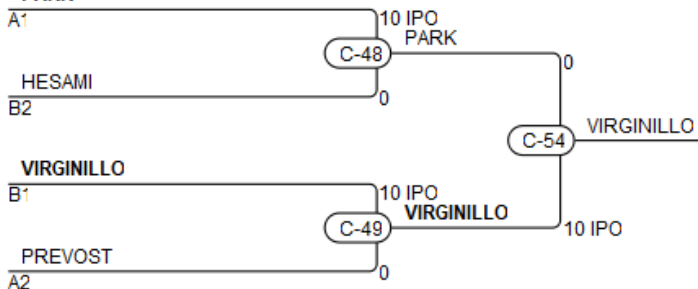 A1
10 IPO
PARK
C-48
0
HESAMI
0
B2
C-54
VIRGINILLO
VIRGINILLO
B1
10 IPO
VIRGINILLO
C-49
10 IPO
PREVOST
0
A2